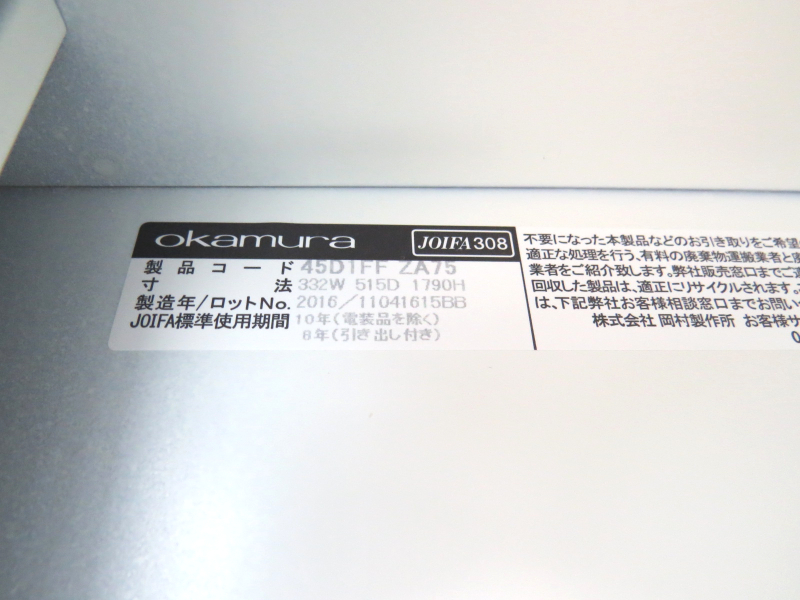 okamura
JOIFA308
製品コード 45D1FF ZA75
寸法 332W 515D 1790H
製造年/ロットNo. 2016/11041615BB
JOIFA標準使用期間 10年(電装品を除く)
8年(引き出し付き)
不要になった本製品などのお引き取りをご希望
適正な処理を行う、有料の廃棄物運搬業者と
業者をご紹介致します。弊社販売窓口までご
回収した製品は、適正にリサイクルされます。
は、下記弊社お客様相談窓口までお問い
株式会社 岡村製作所 お客様サ
0